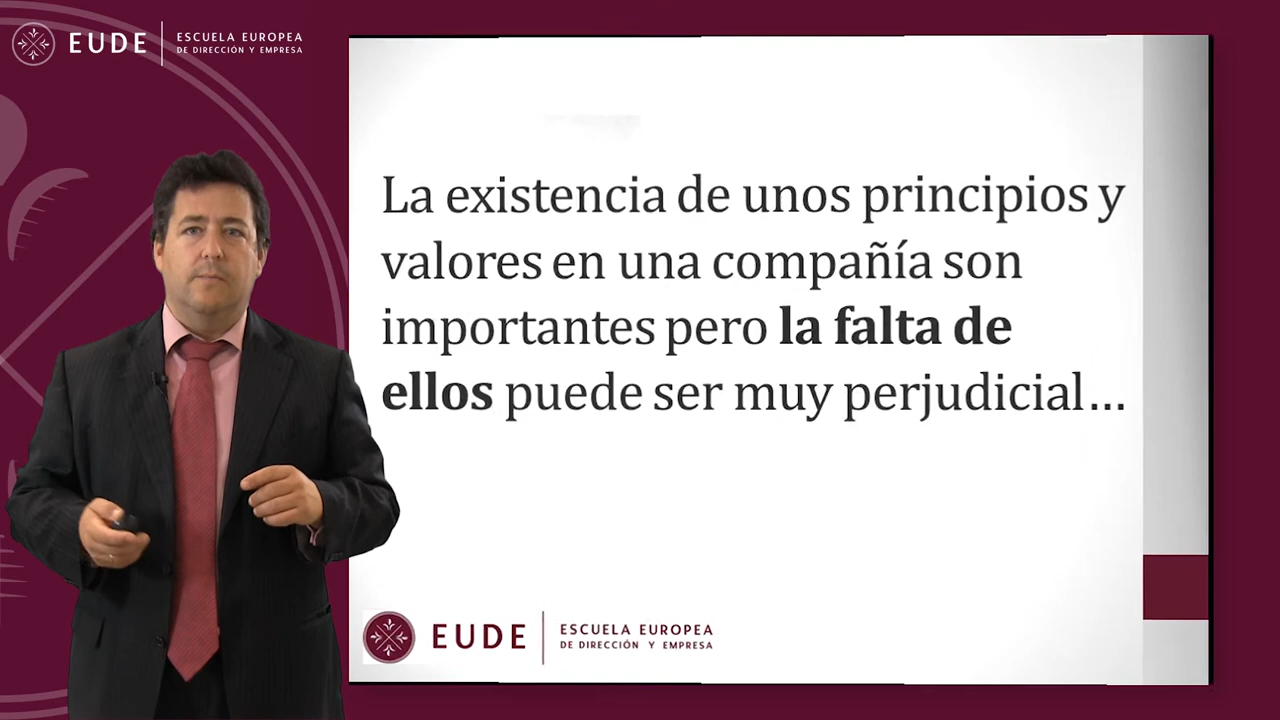 EUDE
ESCUELA EUROPEA
DE DIRECCIÓN Y EMPRESA
La existencia de unos principios y
valores en una compañía son
importantes pero la falta de
ellos puede ser muy perjudicial…
EUDE
ESCUELA EUROPEA
DE DIRECCIÓN Y EMPRESA